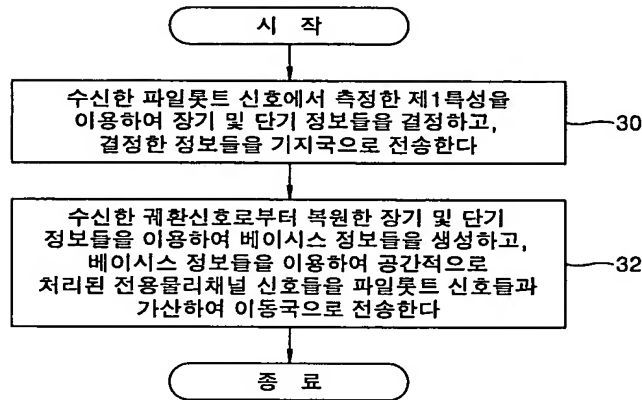 시 작
수신한 파일롯트 신호에서 측정한 제1특성을
이용하여 장기 및 단기 정보들을 결정하고,
결정한 정보들을 기지국으로 전송한다
30
수신한 궤환신호로부터 복원한 장기 및 단기
정보들을 이용하여 베이시스 정보들을 생성하고,
베이시스 정보들을 이용하여 공간적으로
처리된 전용물리채널 신호들을 파일롯트 신호들과
가산하여 이동국으로 전송한다
32
종 료